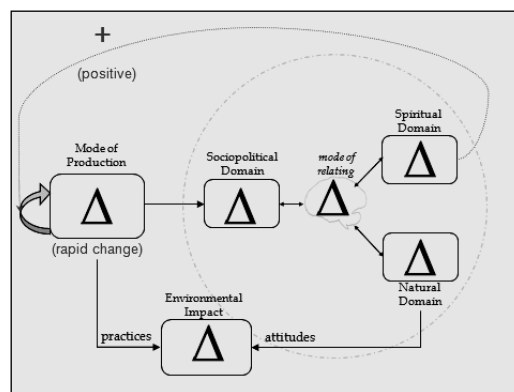 +
(positive)
Spiritual
Domain
Δ
Mode of
Production
Δ
(rapid change)
Sociopolitical
Domain
Δ
mode of
relating
Δ
Δ
Natural
Domain
Environmental
Impact
Δ
practices
attitudes